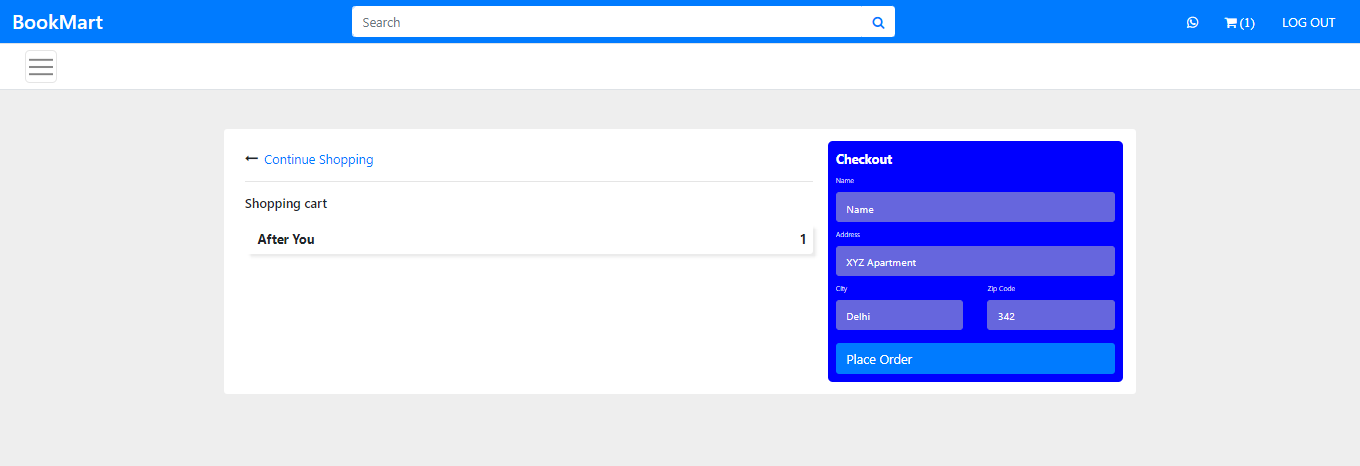 BookMart
Search
(1)
LOG OUT
Continue Shopping
Shopping cart
After You 1
Checkout
Name
Name
Address
XYZ Apartment
City Zip Code
Delhi 342
Place Order